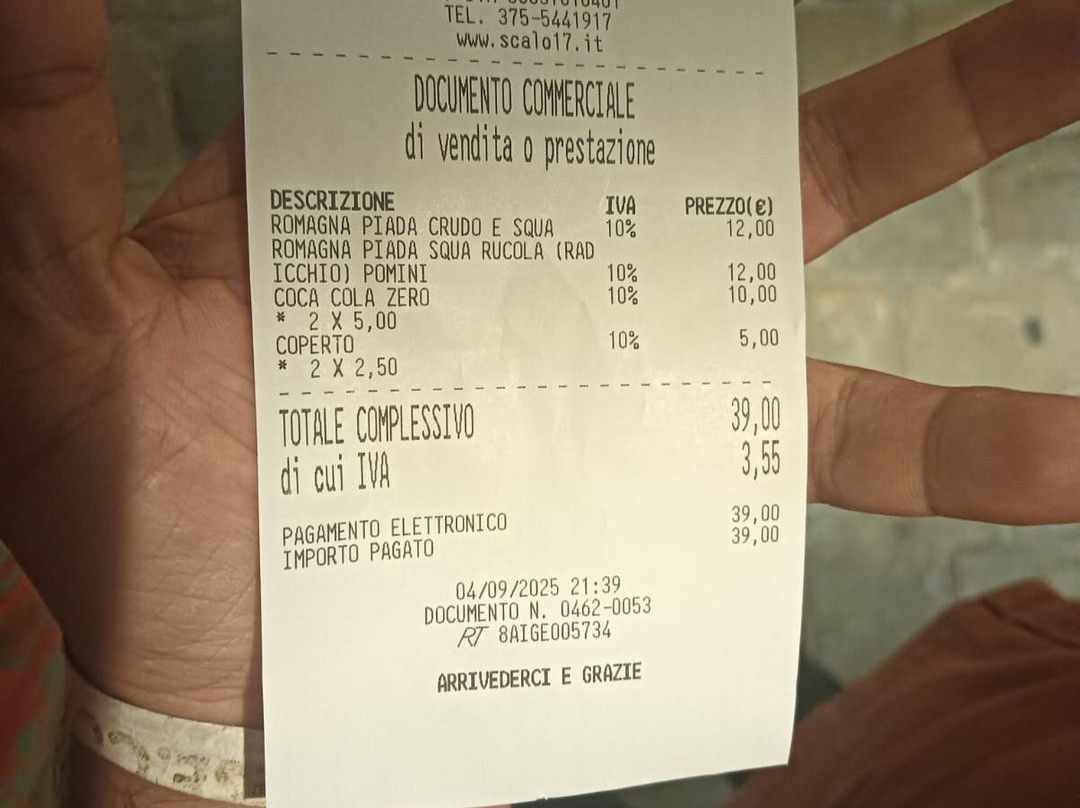 TEL. 375-5441917
www.scalo17.it
DOCUMENTO COMMERCIALE
di vendita o prestazione
DESCRIZIONE IVA PREZZO(€)
ROMAGNA PIADA CRUDO E SQUA 10% 12,00
ROMAGNA PIADA SQUA RUCOLA (RAD
ICCHIO) POMINI 10% 12,00
COCA COLA ZERO 10% 10,00
* 2 X 5,00
COPERTO 10% 5,00
* 2 X 2,50
TOTALE COMPLESSIVO 39,00
di cui IVA 3,55
PAGAMENTO ELETTRONICO 39,00
IMPORTO PAGATO 39,00
04/09/2025 21:39
DOCUMENTO N. 0462-0053
RT 8AIGE005734
ARRIVEDERCI E GRAZIE